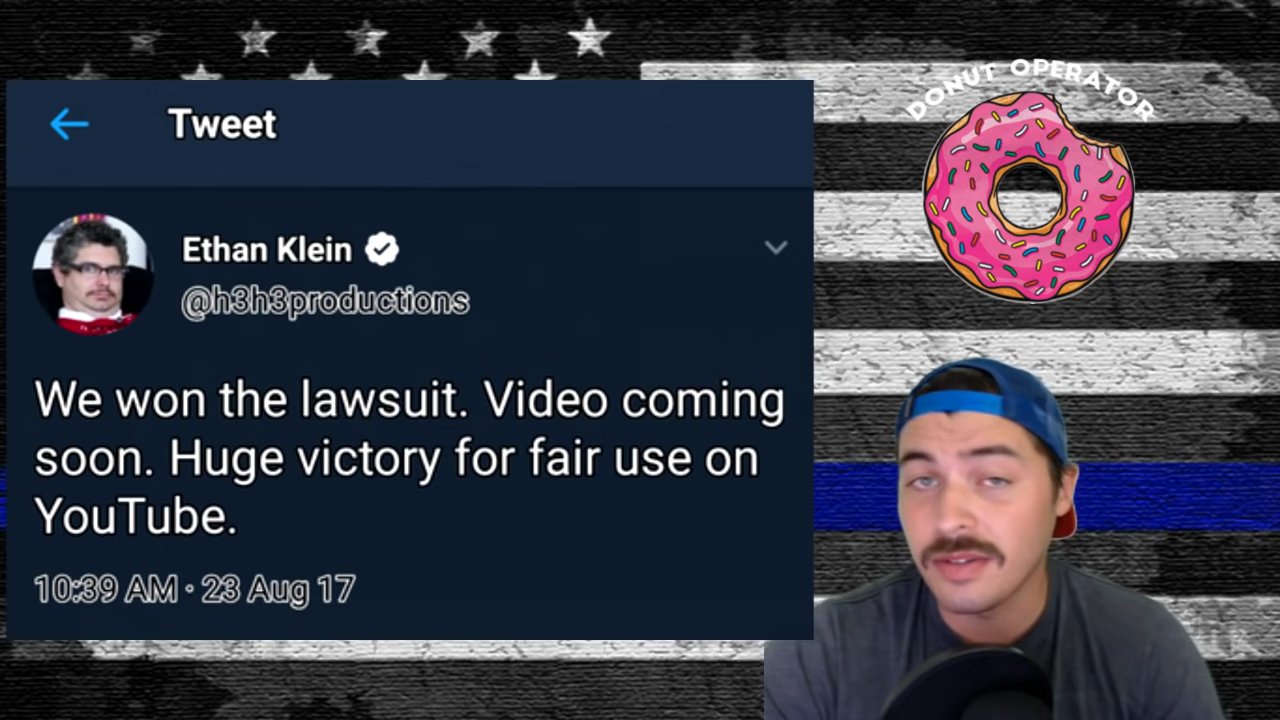 DONUT OPERATOR
Tweet
Ethan Klein
@h3h3productions
We won the lawsuit. Video coming
soon. Huge victory for fair use on
YouTube.
10:39 AM · 23 Aug 17